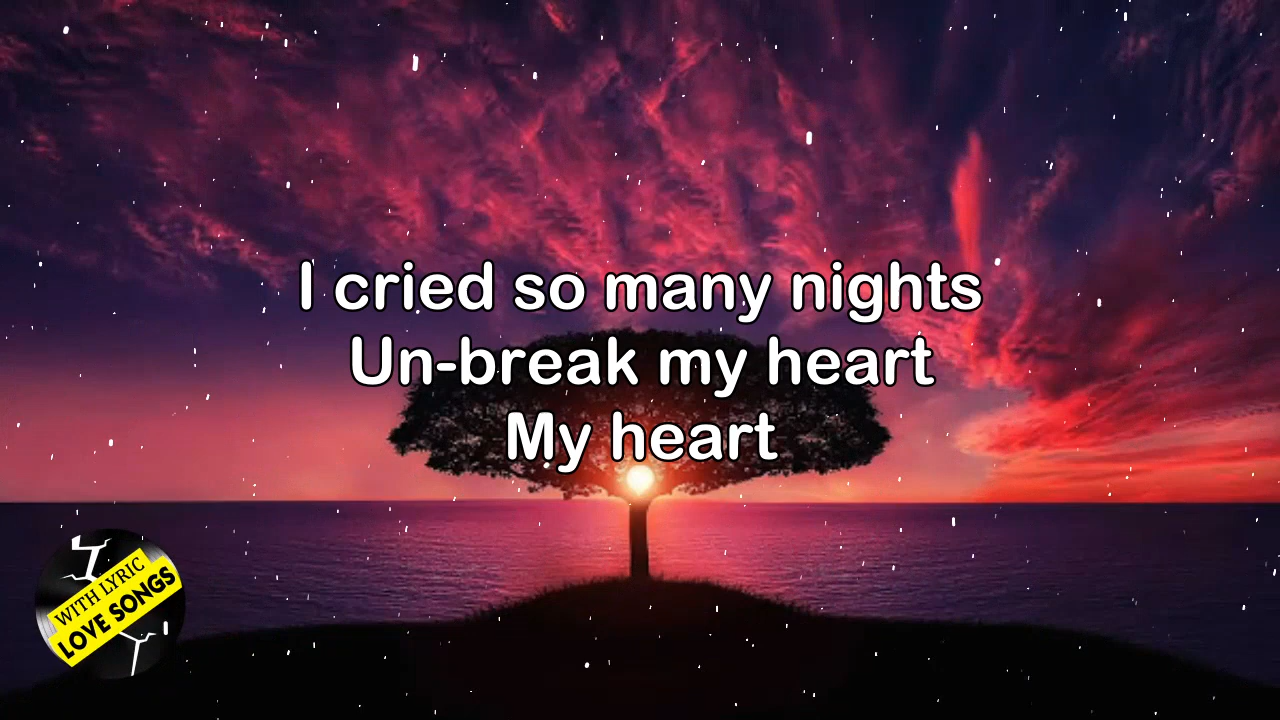 I cried so many nights
Un-break my heart
My heart
WITH LYRIC
LOVE SONGS